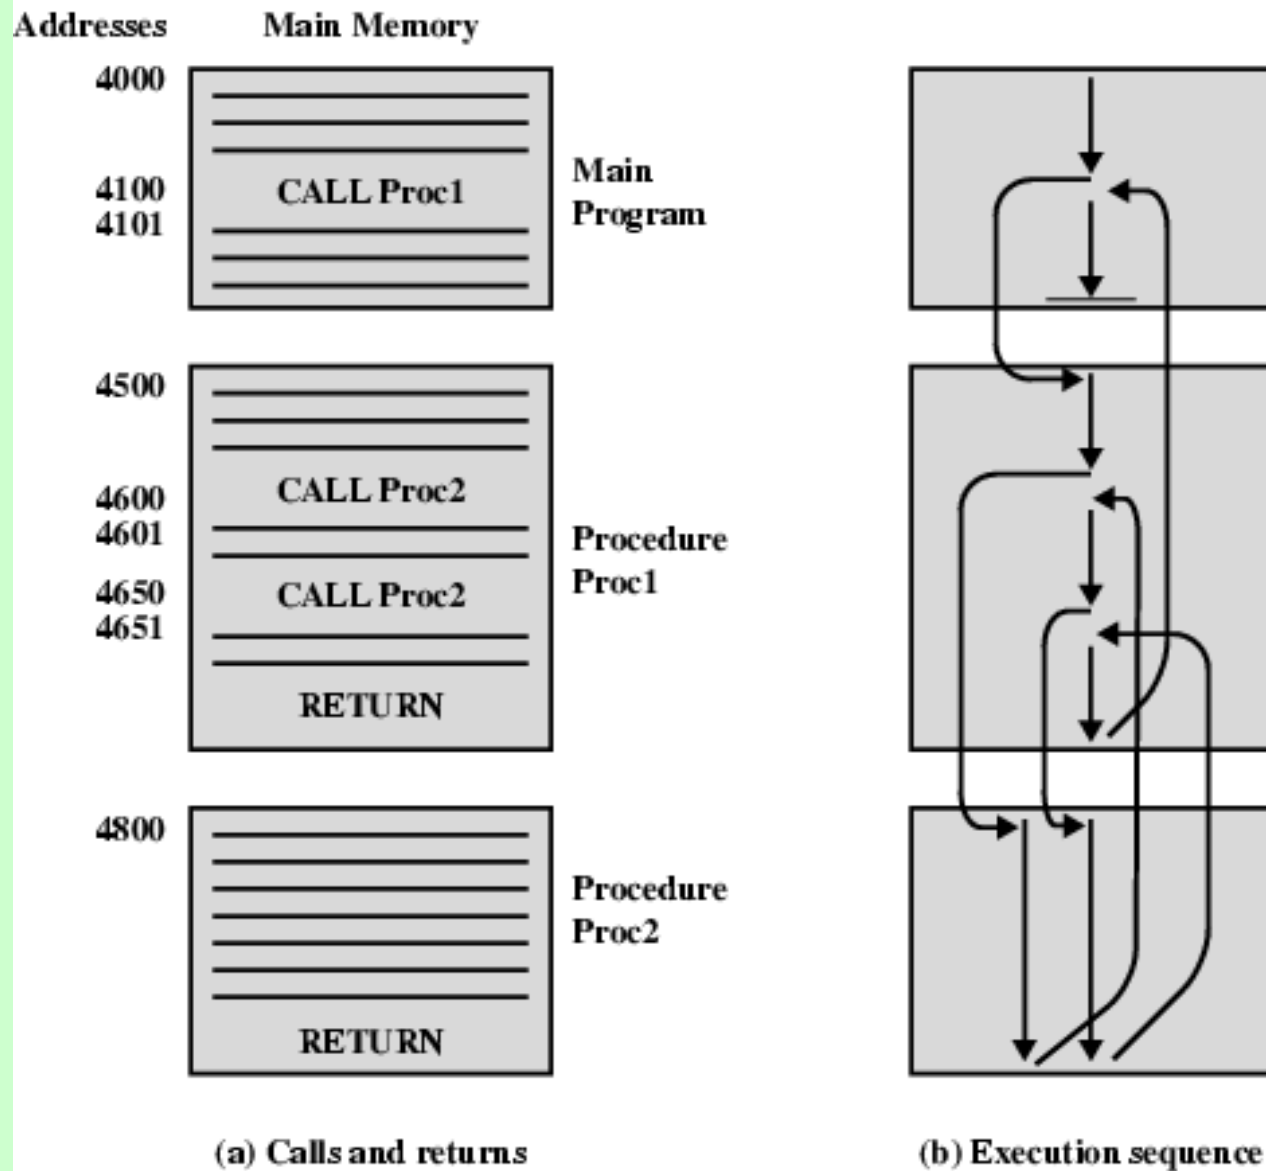 Addresses Main Memory
4000
4100 CALL Proc1
4101
Main
Program
4500
CALL Proc2
4600
4601
4650 CALL Proc2
4651
RETURN
Procedure
Proc1
4800
RETURN
Procedure
Proc2
(a) Calls and returns
(b) Execution sequence